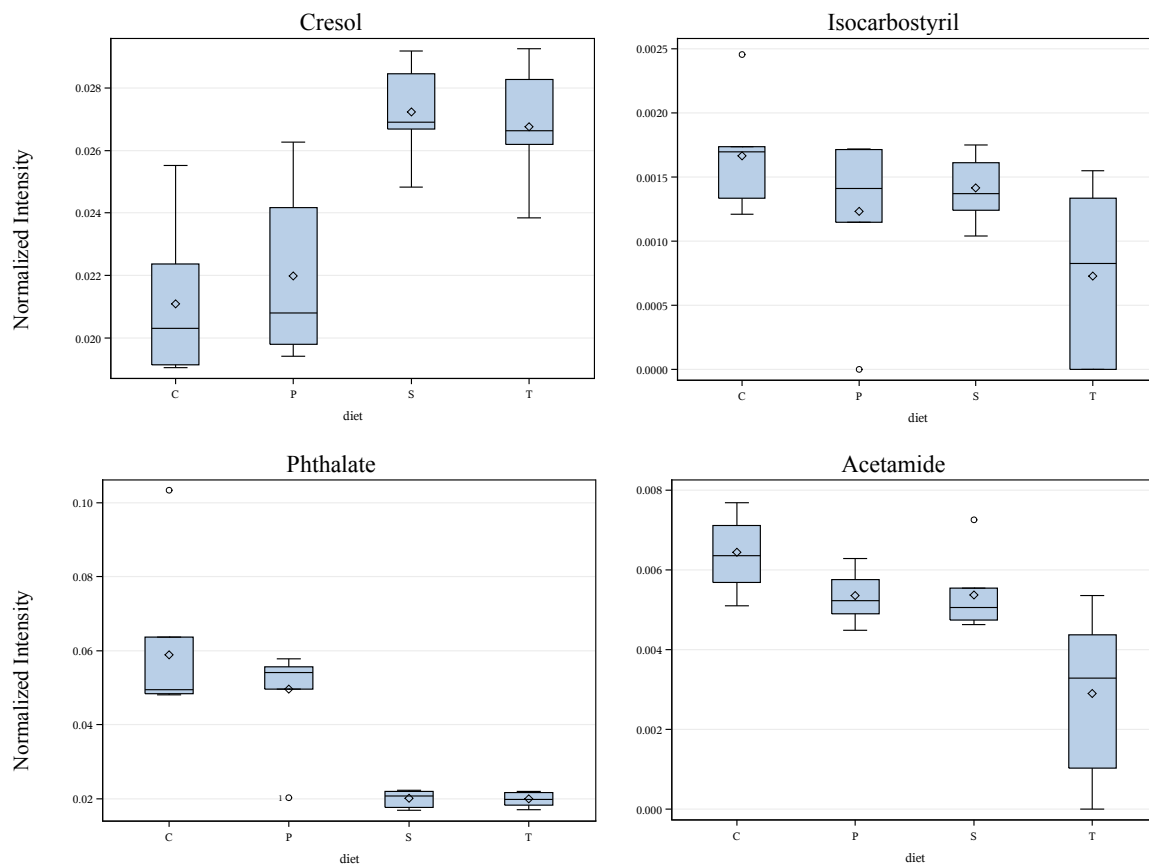 Cresol
Normalized Intensity
0.028
0.026
0.024
0.022
0.020
C P S T
diet
Isocarbostyril
0.0025
0.0020
0.0015
0.0010
0.0005
0.0000
C P S T
diet
Phthalate
Normalized Intensity
0.10
0.08
0.06
0.04
0.02
1
C P S T
diet
Acetamide
0.008
0.006
0.004
0.002
0.000
C P S T
diet